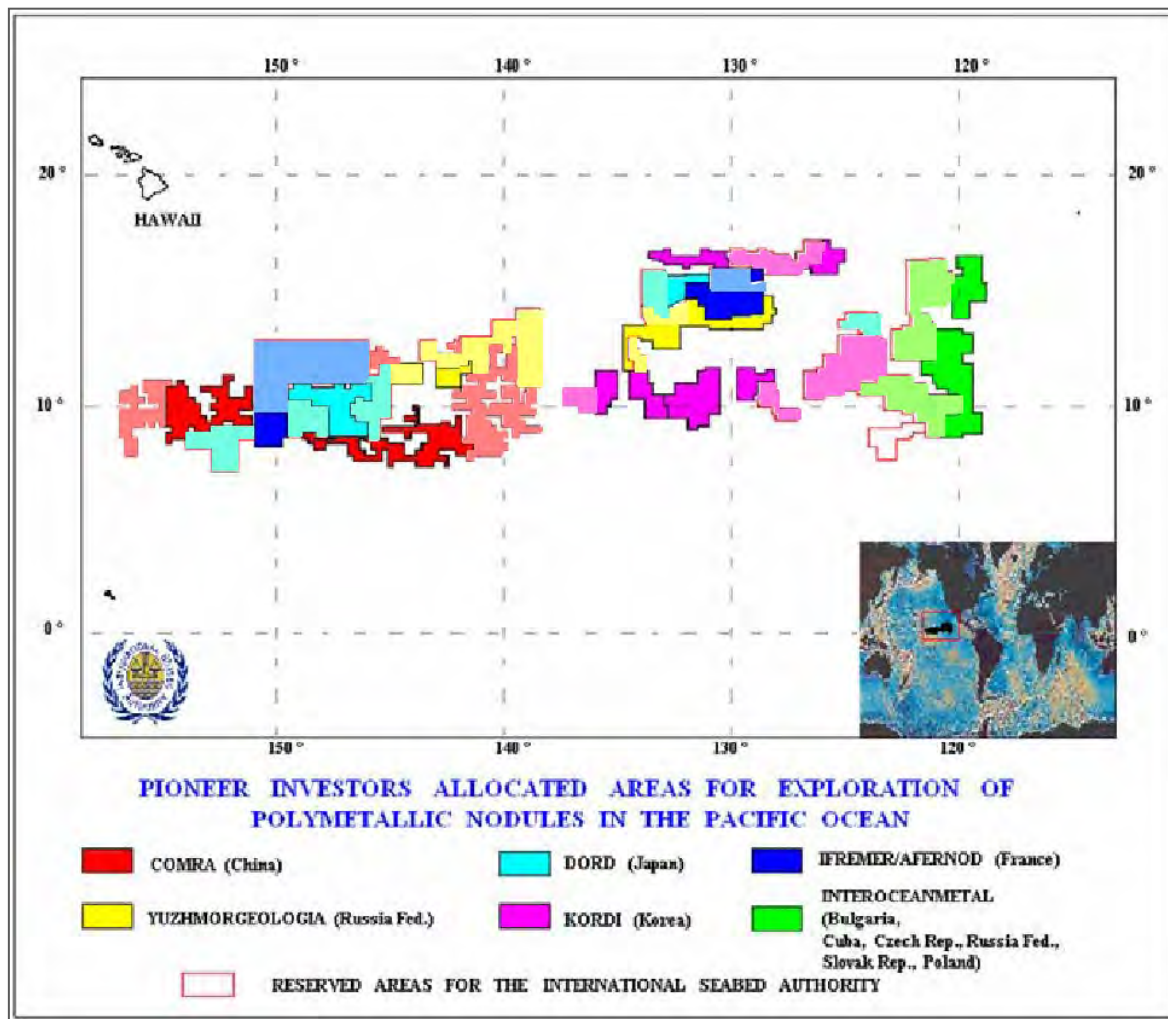 150 °
140 °
130 °
120 °
20 °
20 °
HAWAII
10 °
10 °
0 °
0 °
150 °
140 °
130 °
120 °
PIONEER INVESTORS ALLOCATED AREAS FOR EXPLORATION OF
POLYMETALLIC NODULES IN THE PACIFIC OCEAN
COMRA (China)
DORD (Japan)
IFREMER/AFERNOD (France)
YUZHMORGEOLOGIA (Russia Fed.)
KORDI (Korea)
INTEROCEANMETAL
(Bulgaria,
Cuba, Czech Rep., Russia Fed.,
Slovak Rep., Poland)
RESERVED AREAS FOR THE INTERNATIONAL SEABED AUTHORITY